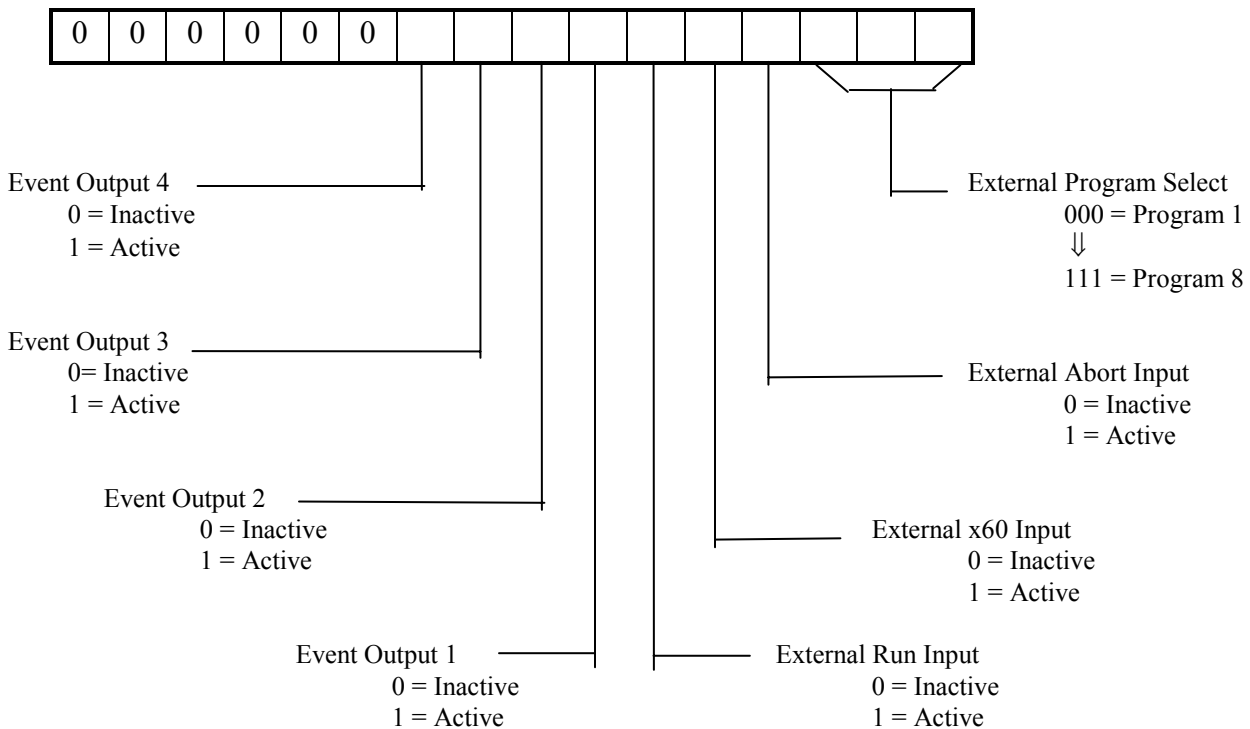 0 0 0 0 0 0
Event Output 4
0 = Inactive
1 = Active
External Program Select
000 = Program 1
⇓
111 = Program 8
Event Output 3
0= Inactive
1 = Active
External Abort Input
0 = Inactive
1 = Active
Event Output 2
0 = Inactive
1 = Active
External x60 Input
0 = Inactive
1 = Active
Event Output 1
0 = Inactive
1 = Active
External Run Input
0 = Inactive
1 = Active